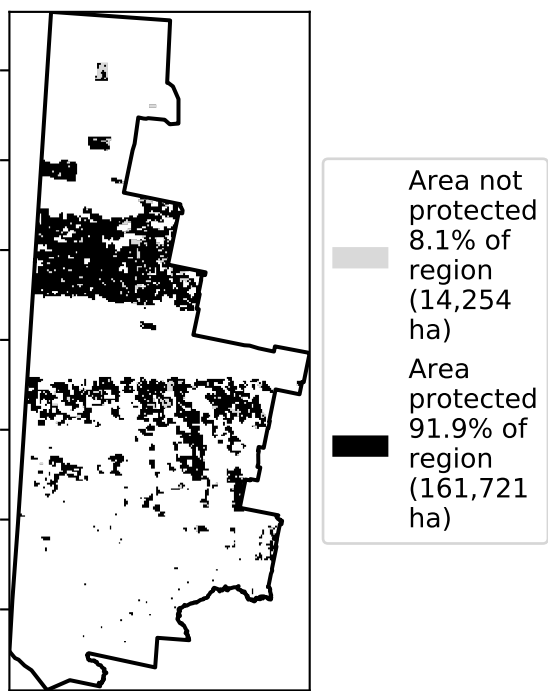 Area not
protected
8.1% of
region
(14,254
ha)
Area
protected
91.9% of
region
(161,721
ha)